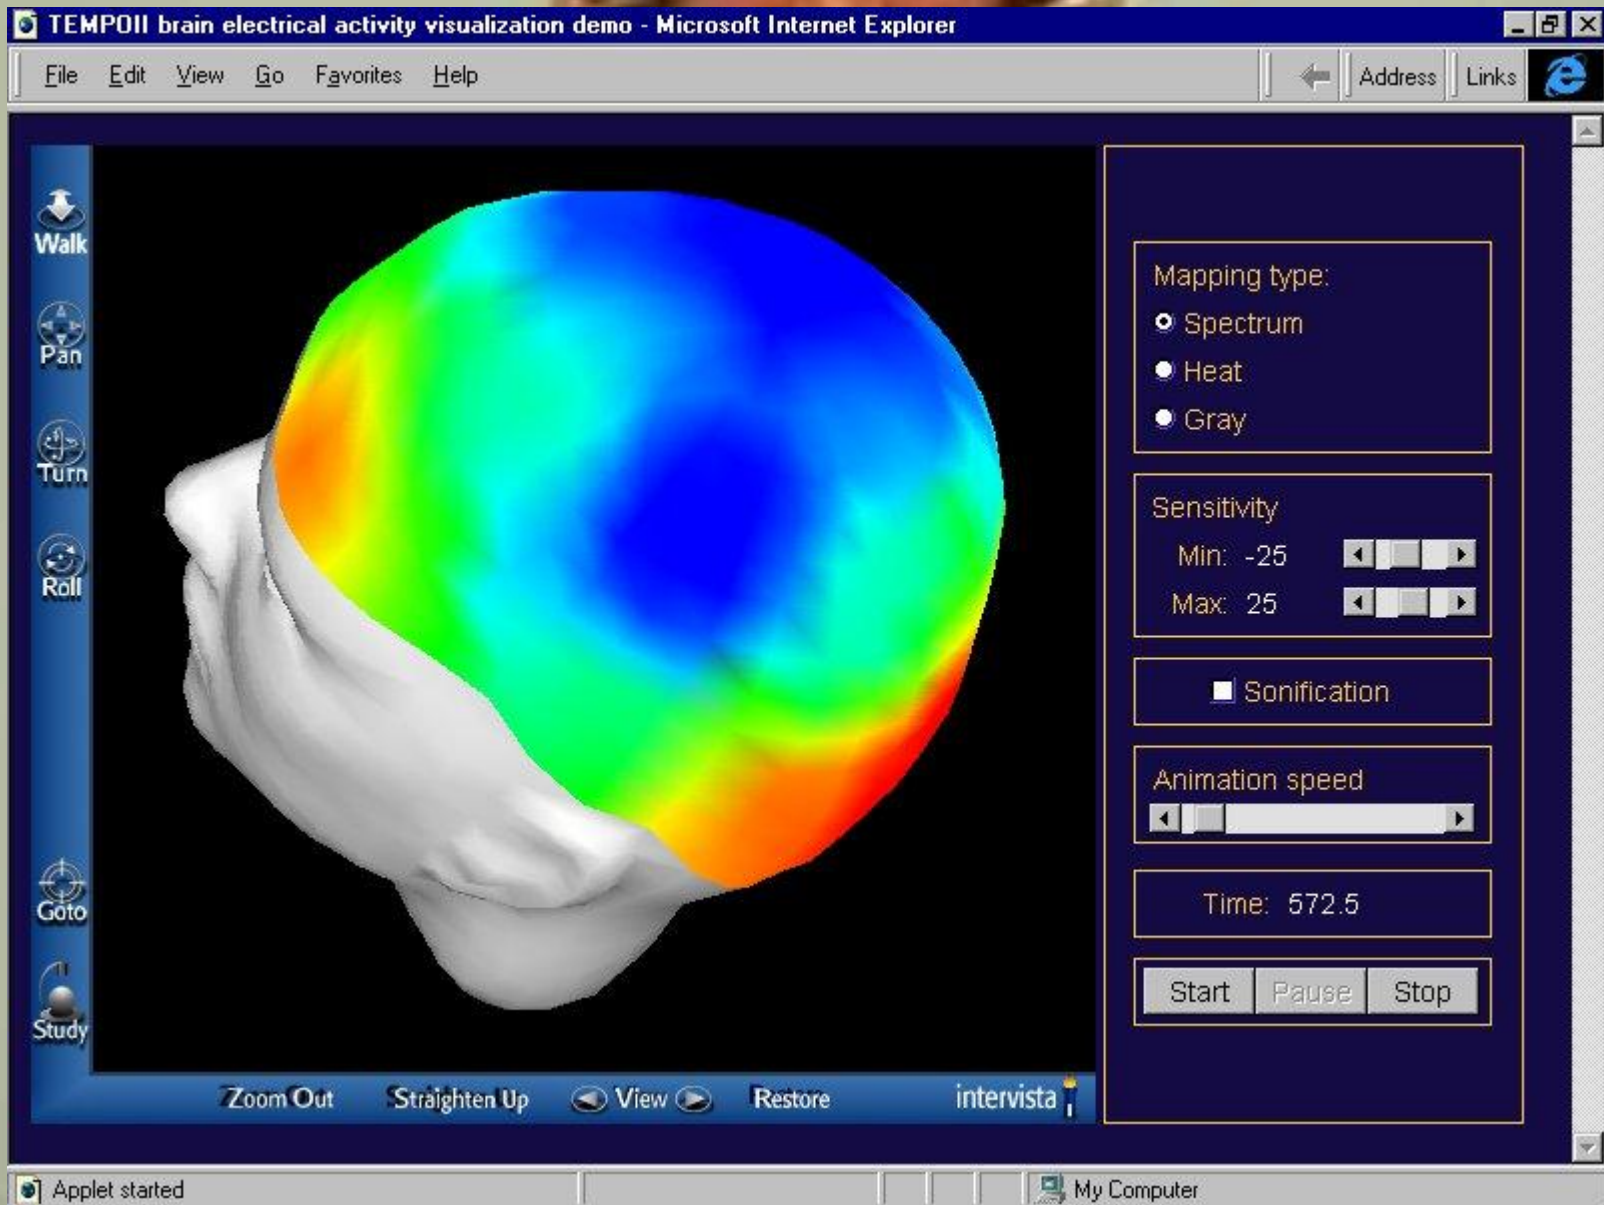 TEMPOII brain electrical activity visualization demo - Microsoft Internet Explorer
File Edit View Go Favorites Help Address Links
Walk
Pan
Turn
Roll
Goto
Study
Zoom Out Straighten Up View Restore intervista
Mapping type:
Spectrum
Heat
Gray
Sensitivity
Min: -25
Max: 25
Sonification
Animation speed
Time: 572.5
Start Pause Stop
Applet started My Computer